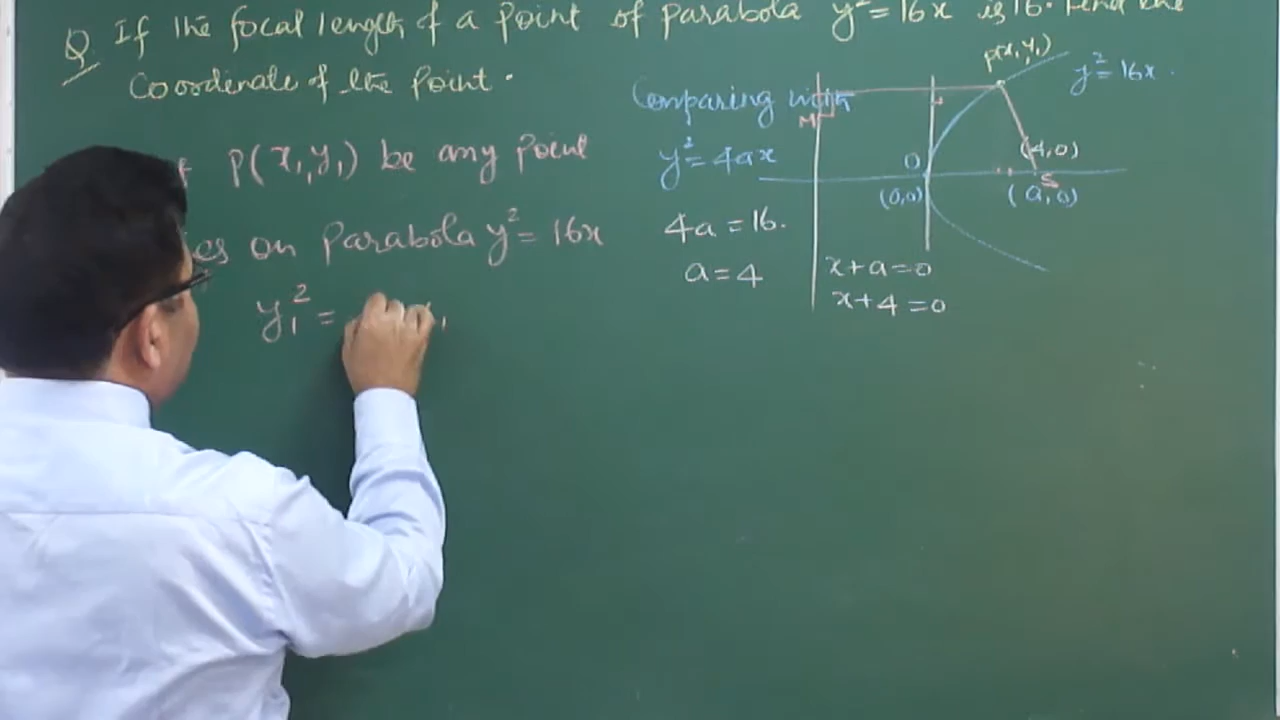 Q If the focal length of a point of parabola y²=16x is 16. Find the
Coordenate of the Point.
P(x₁,y₁) be any point
on parabola y²= 16x
y₁² =
Comparing with
y²=4ax
4a=16.
a=4
M
x+a=0
x+4=0
P(x₁,y₁)
y²=16x.
O
(0,0)
(4,0)
S
(a,0)